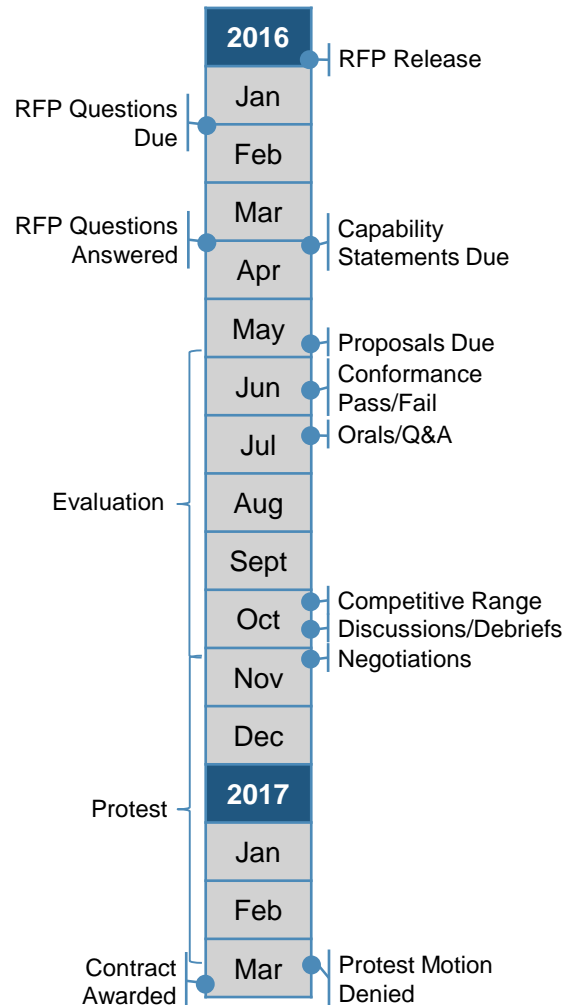 2016
RFP Release
Jan
RFP Questions
Due
Feb
Mar
RFP Questions
Answered
Capability
Statements Due
Apr
May
Proposals Due
Jun
Conformance
Pass/Fail
Orals/Q&A
Jul
Evaluation
Aug
Sept
Competitive Range
Oct
Discussions/Debriefs
Negotiations
Nov
Dec
2017
Protest
Jan
Feb
Mar
Contract
Awarded
Protest Motion
Denied